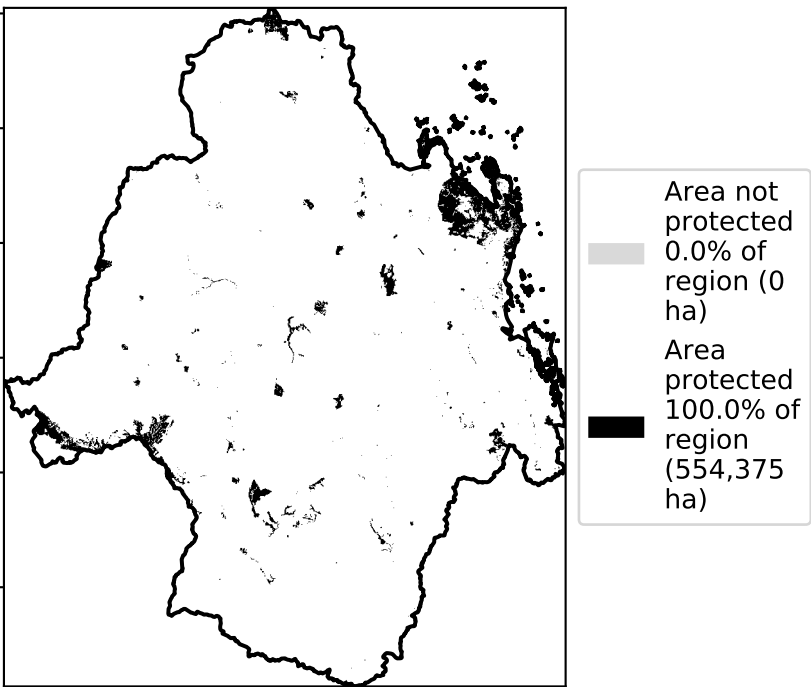 Area not
protected
0.0% of
region (0
ha)
Area
protected
100.0% of
region
(554,375
ha)